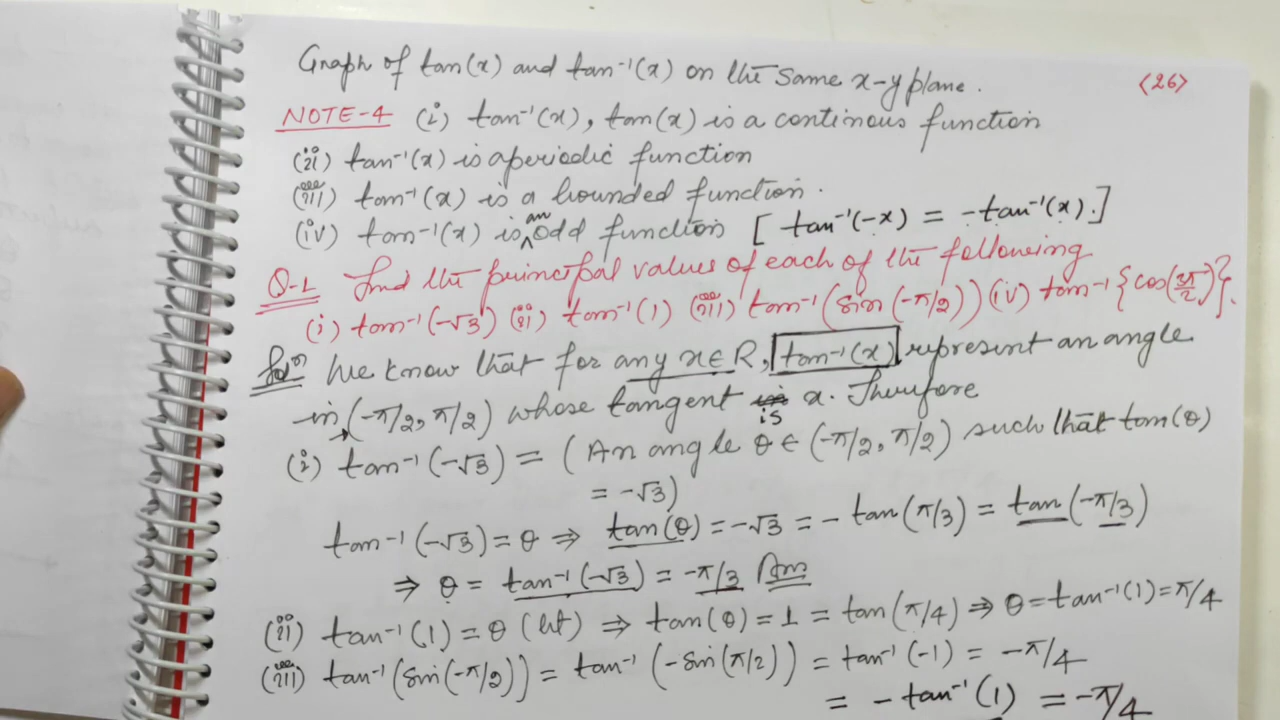 Graph of tan(x) and tan⁻¹(x) on the same x-y plane.
<26>
NOTE-4 (i) tan⁻¹(x), tan(x) is a continous function
(ii) tan⁻¹(x) is aperiodic function
(iii) tan⁻¹(x) is a bounded function.
(iv) tan⁻¹(x) is an odd function [tan⁻¹(-x) = -tan⁻¹(x).]
Q-1 find the principal values of each of the following
(i) tan⁻¹(-√3) (ii) tan⁻¹(1) (iii) tan⁻¹(sin(-π/2)) (iv) tan⁻¹{cos(3π/2)}.
Solⁿ We know that for any x∈R, tan⁻¹(x) represent an angle
in (-π/2, π/2) whose tangent is x. Therefore
(i) tan⁻¹(-√3) = (An angle θ ∈ (-π/2, π/2) such that tan(θ)
= -√3)
tan⁻¹(-√3) = θ ⇒ tan(θ) = -√3 = - tan(π/3) = tan(-π/3)
⇒ θ = tan⁻¹(-√3) = -π/3 Ans
(ii) tan⁻¹(1) = θ (let) ⇒ tan(θ) = 1 = tan(π/4) ⇒ θ = tan⁻¹(1) = π/4
(iii) tan⁻¹(sin(-π/2)) = tan⁻¹(-sin(π/2)) = tan⁻¹(-1) = -π/4
= - tan⁻¹(1) = -π/4